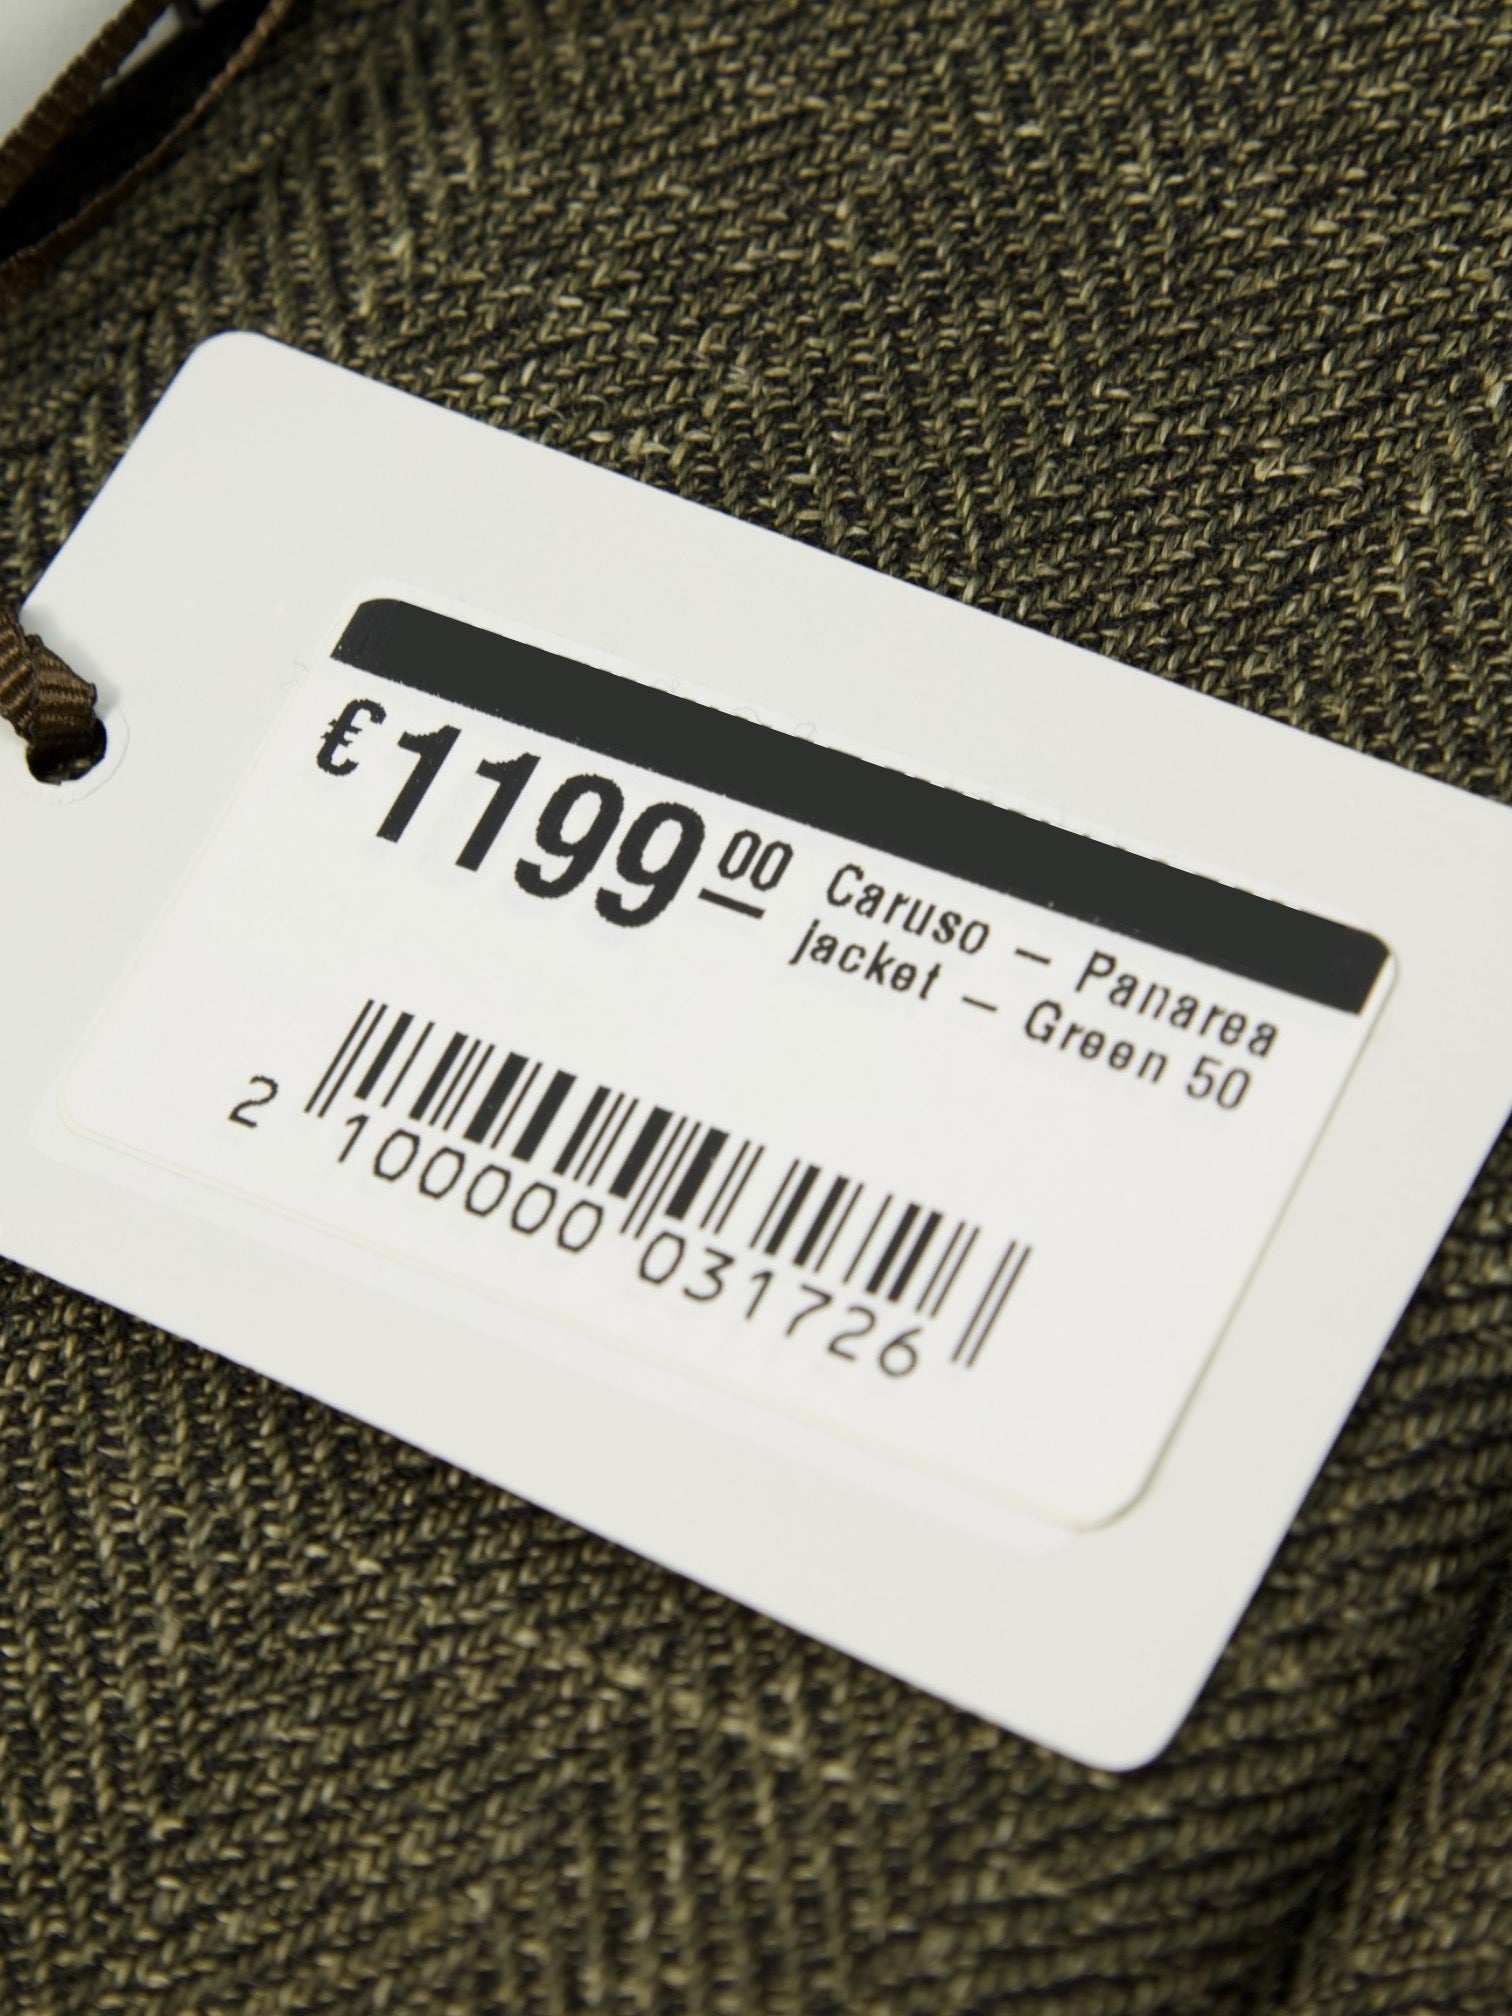 €1199 00
Caruso – Panarea
jacket – Green 50
2 100000 031726